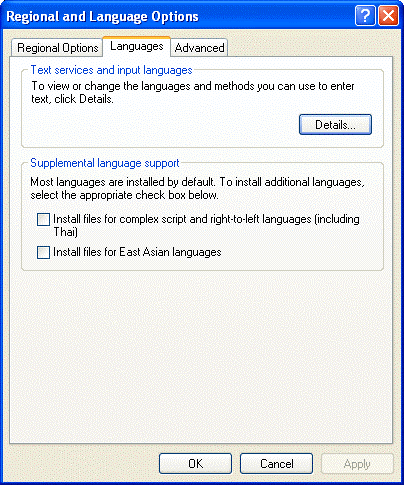 Regional and Language Options
Regional Options
Languages
Advanced
Text services and input languages
To view or change the languages and methods you can use to enter
text, click Details.
Details...
Supplemental language support
Most languages are installed by default. To install additional languages,
select the appropriate check box below.
Install files for complex script and right-to-left languages (including
Thai)
Install files for East Asian languages
OK
Cancel
Apply